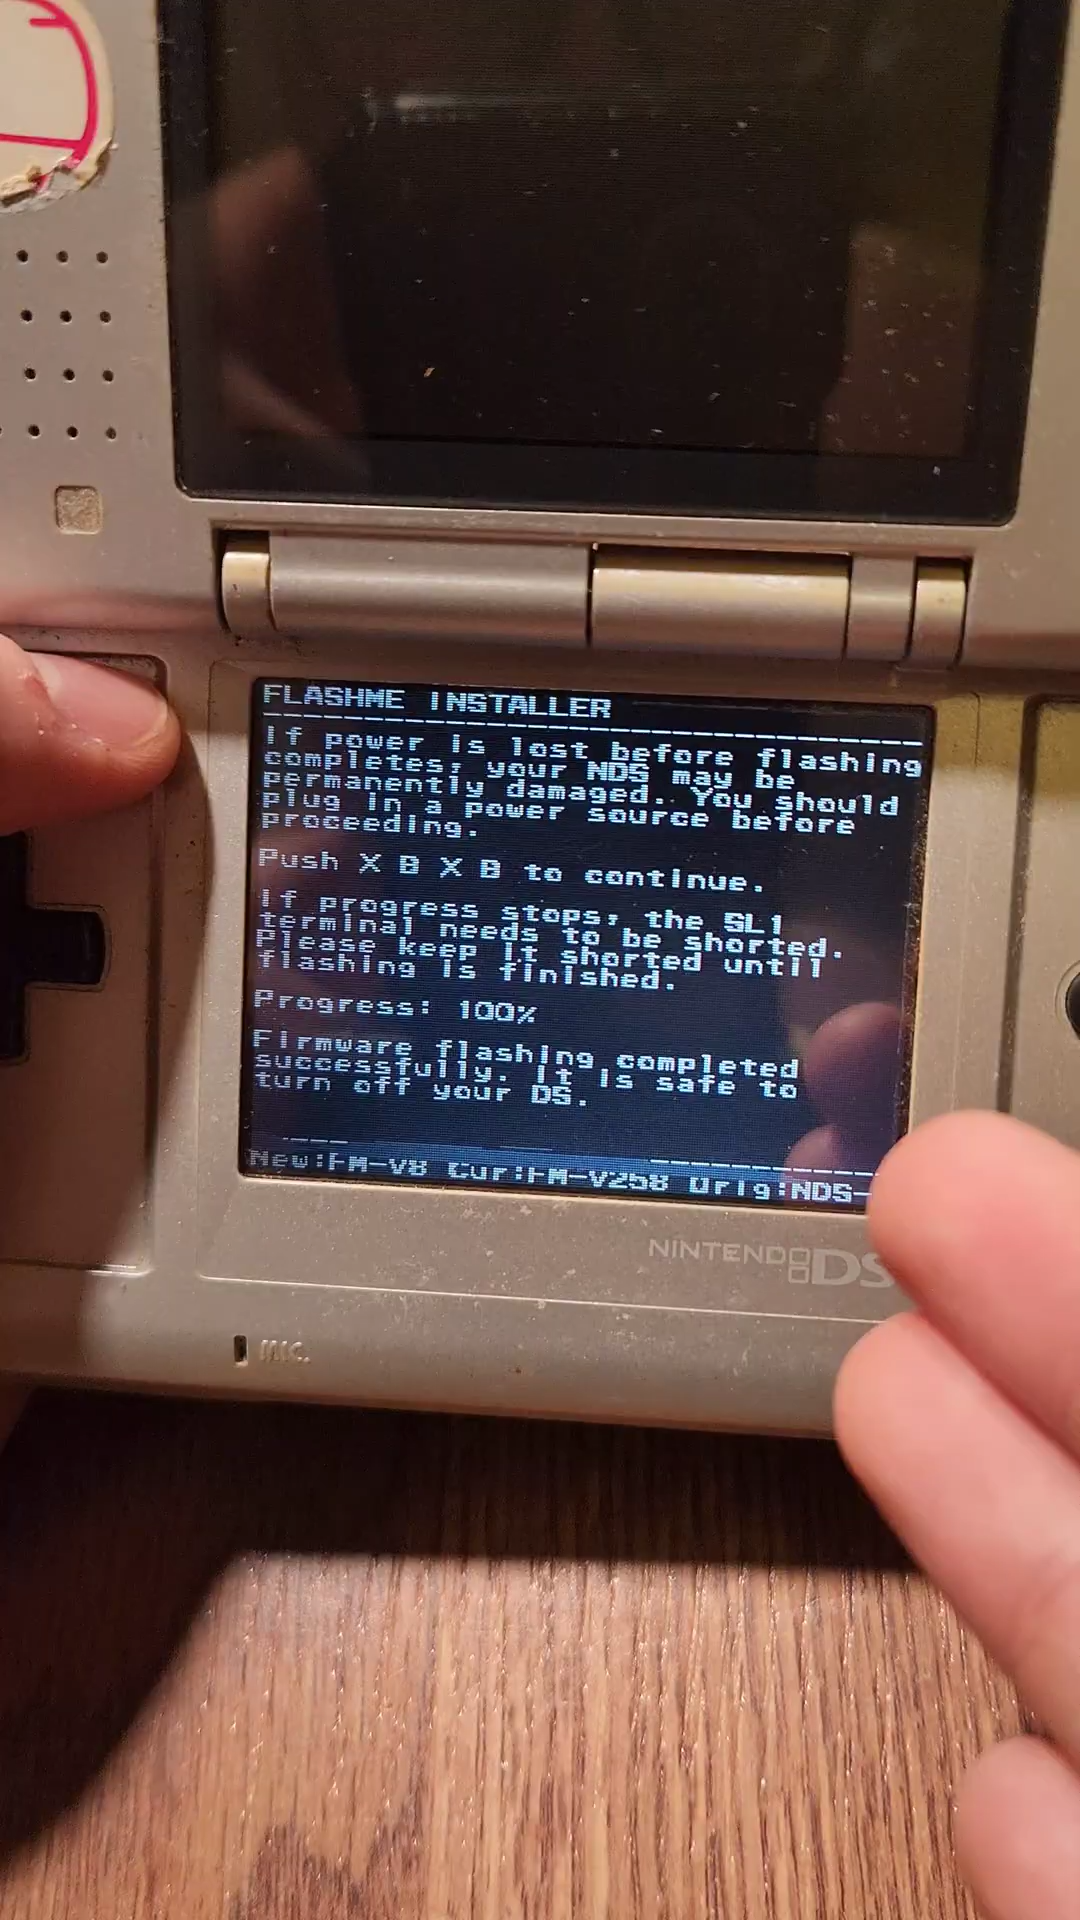 FLASHME INSTALLER
If power is lost before flashing
completes, your NDS may be
permanently damaged. You should
plug in a power source before
proceeding.
Push X B X B to continue.
If progress stops, the SL1
terminal needs to be shorted.
Please keep it shorted until
flashing is finished.
Progress: 100%
Firmware flashing completed
successfully. It is safe to
turn off your DS.
New:FM-V8 Cur:FM-V258 Orig:NDS-
NINTENDO DS
MIC.